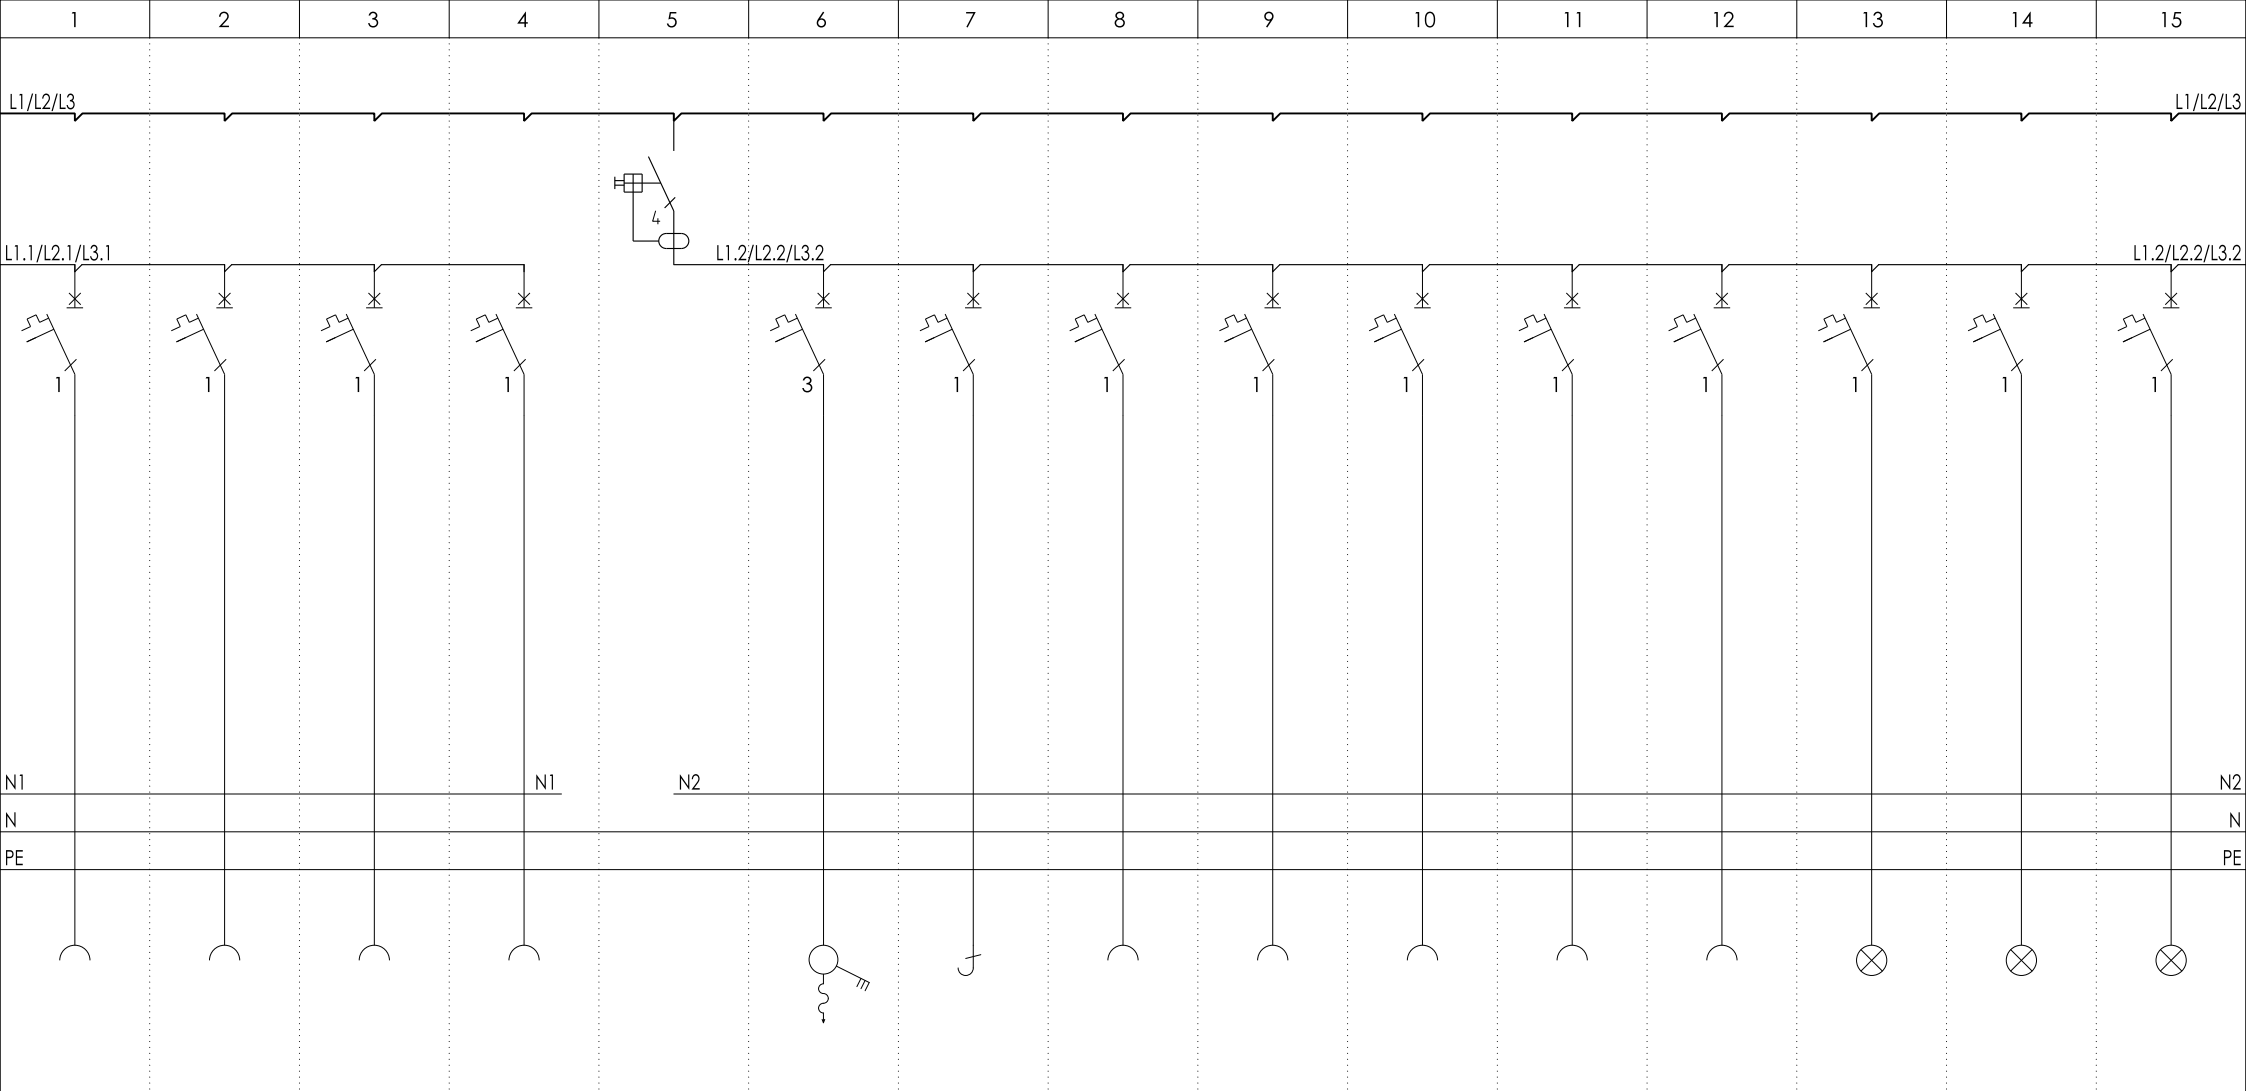 1 2 3 4 5 6 7 8 9 10 11 12 13 14 15
L1/L2/L3 L1/L2/L3
4
L1.1/L2.1/L3.1 L1.2/L2.2/L3.2 L1.2/L2.2/L3.2
1 1 1 1 3 1 1 1 1 1 1 1 1 1
N1 N1 N2 N2
N N
PE PE